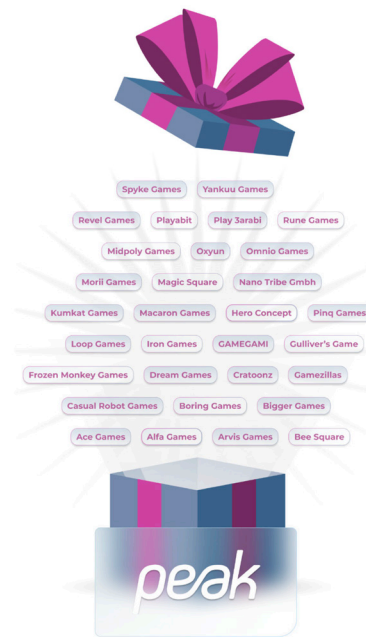 Spyke Games Yankuu Games
Revel Games Playabit Play 3arabi Rune Games
Midpoly Games Oxyun Omnio Games
Morii Games Magic Square Nano Tribe Gmbh
Kumkat Games Macaron Games Hero Concept Pinq Games
Loop Games Iron Games GAMEGAMI Gulliver's Game
Frozen Monkey Games Dream Games Cratoonz Gamezillas
Casual Robot Games Boring Games Bigger Games
Ace Games Alfa Games Arvis Games Bee Square
peak